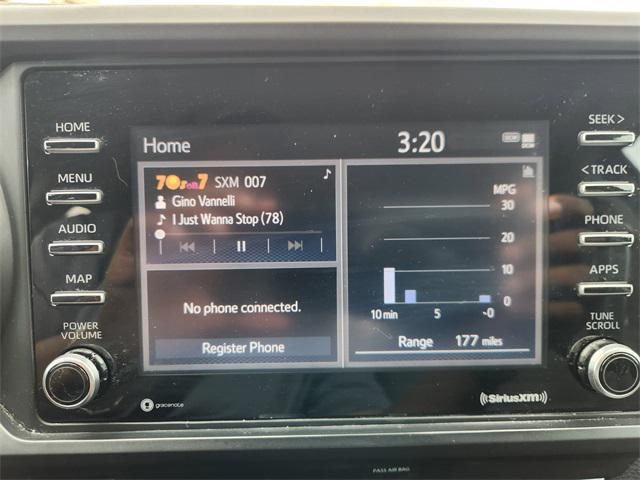 HOME
MENU
AUDIO
MAP
POWER
VOLUME
gracenote
Home
3:20
DCM
70s on 7 SXM 007
Gino Vannelli
I Just Wanna Stop (78)
No phone connected.
Register Phone
MPG
30
20
10
0
10 min 5 ~0
Range 177 miles
SEEK >
< TRACK
PHONE
APPS
TUNE
SCROLL
((SiriusXM))
PASS AIR BAG